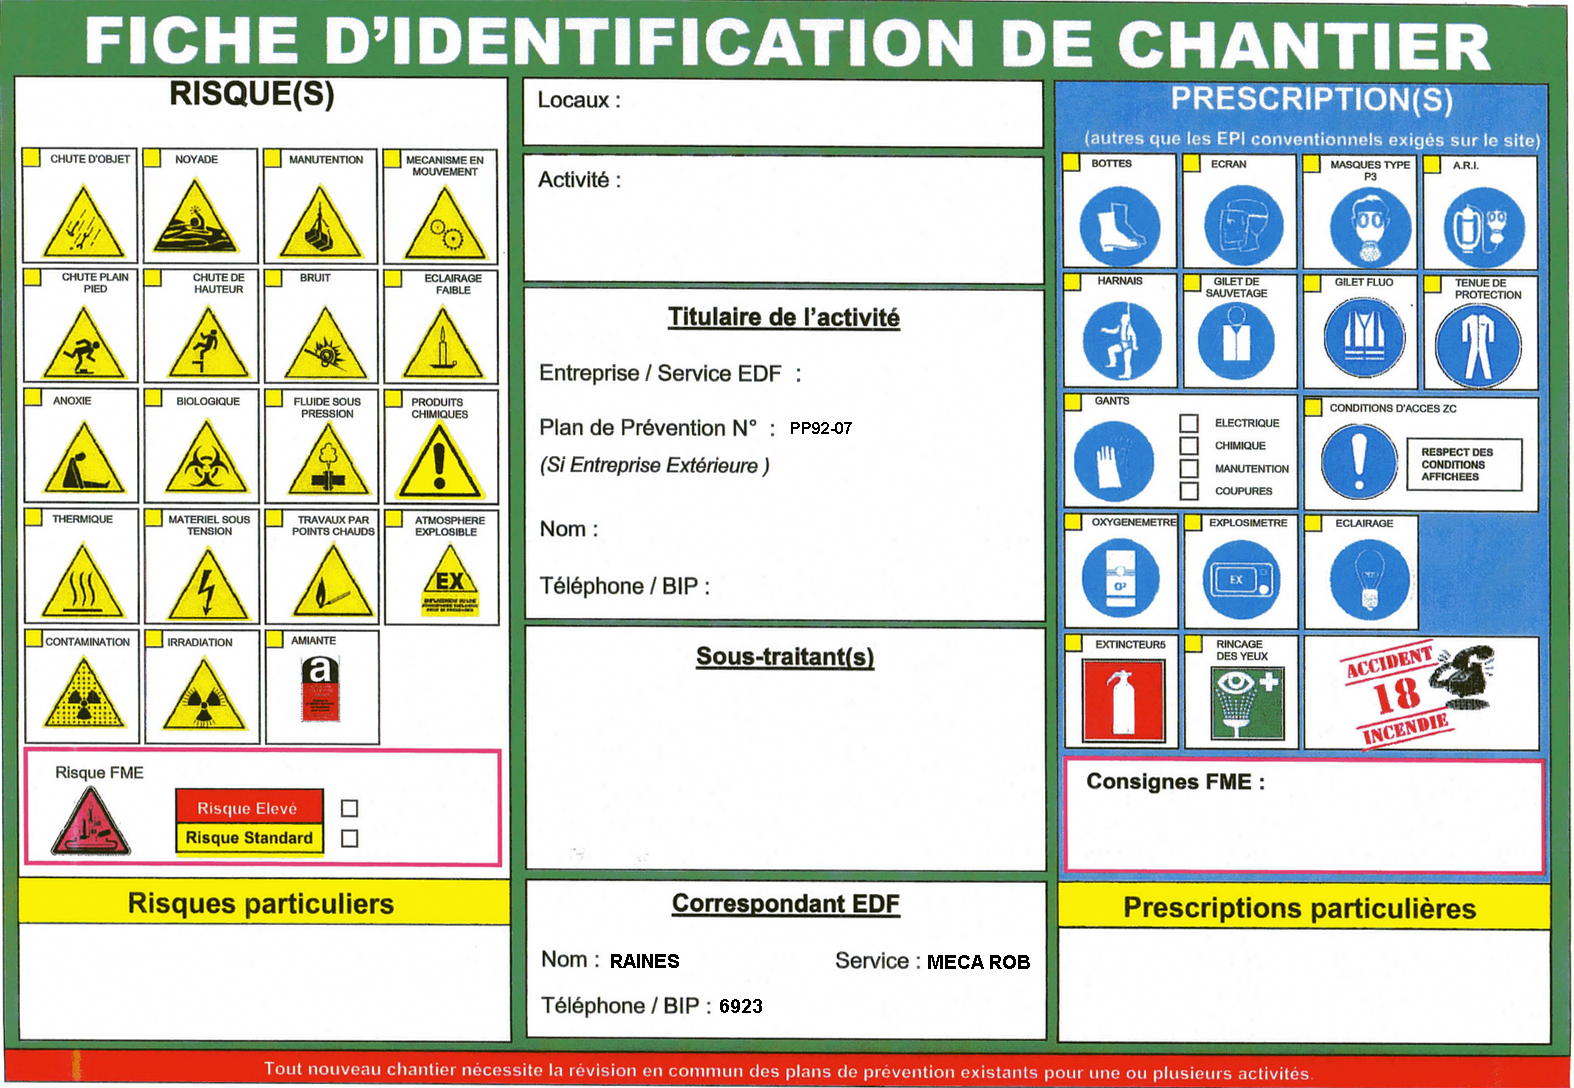 FICHE D'IDENTIFICATION DE CHANTIER
RISQUE(S)
CHUTE D'OBJET
NOYADE
MANUTENTION
MECANISME EN
MOUVEMENT
CHUTE PLAIN
PIED
CHUTE DE
HAUTEUR
BRUIT
ECLAIRAGE
FAIBLE
ANOXIE
BIOLOGIQUE
FLUIDE SOUS
PRESSION
PRODUITS
CHIMIQUES
THERMIQUE
MATERIEL SOUS
TENSION
TRAVAUX PAR
POINTS CHAUDS
ATMOSPHERE
EXPLOSIBLE
EX
CONTAMINATION
IRRADIATION
AMIANTE
a
Risque FME
Risque Elevé
Risque Standard
Risques particuliers
Locaux :
Activité :
Titulaire de l'activité
Entreprise / Service EDF :
Plan de Prévention N° : PP92-07
(Si Entreprise Extérieure )
Nom :
Téléphone / BIP :
Sous-traitant(s)
Correspondant EDF
Nom : RAINES Service : MECA ROB
Téléphone / BIP : 6923
PRESCRIPTION(S)
(autres que les EPI conventionnels exigés sur le site)
BOTTES
ECRAN
MASQUES TYPE
P3
A.R.I.
HARNAIS
GILET DE
SAUVETAGE
GILET FLUO
TENUE DE
PROTECTION
GANTS
ELECTRIQUE
CHIMIQUE
MANUTENTION
COUPURES
CONDITIONS D'ACCES ZC
RESPECT DES
CONDITIONS
AFFICHEES
OXYGENEMETRE
EXPLOSIMETRE
EX
ECLAIRAGE
EXTINCTEURS
RINCAGE
DES YEUX
ACCIDENT
18
INCENDIE
Consignes FME :
Prescriptions particulières
Tout nouveau chantier nécessite la révision en commun des plans de prévention existants pour une ou plusieurs activités.